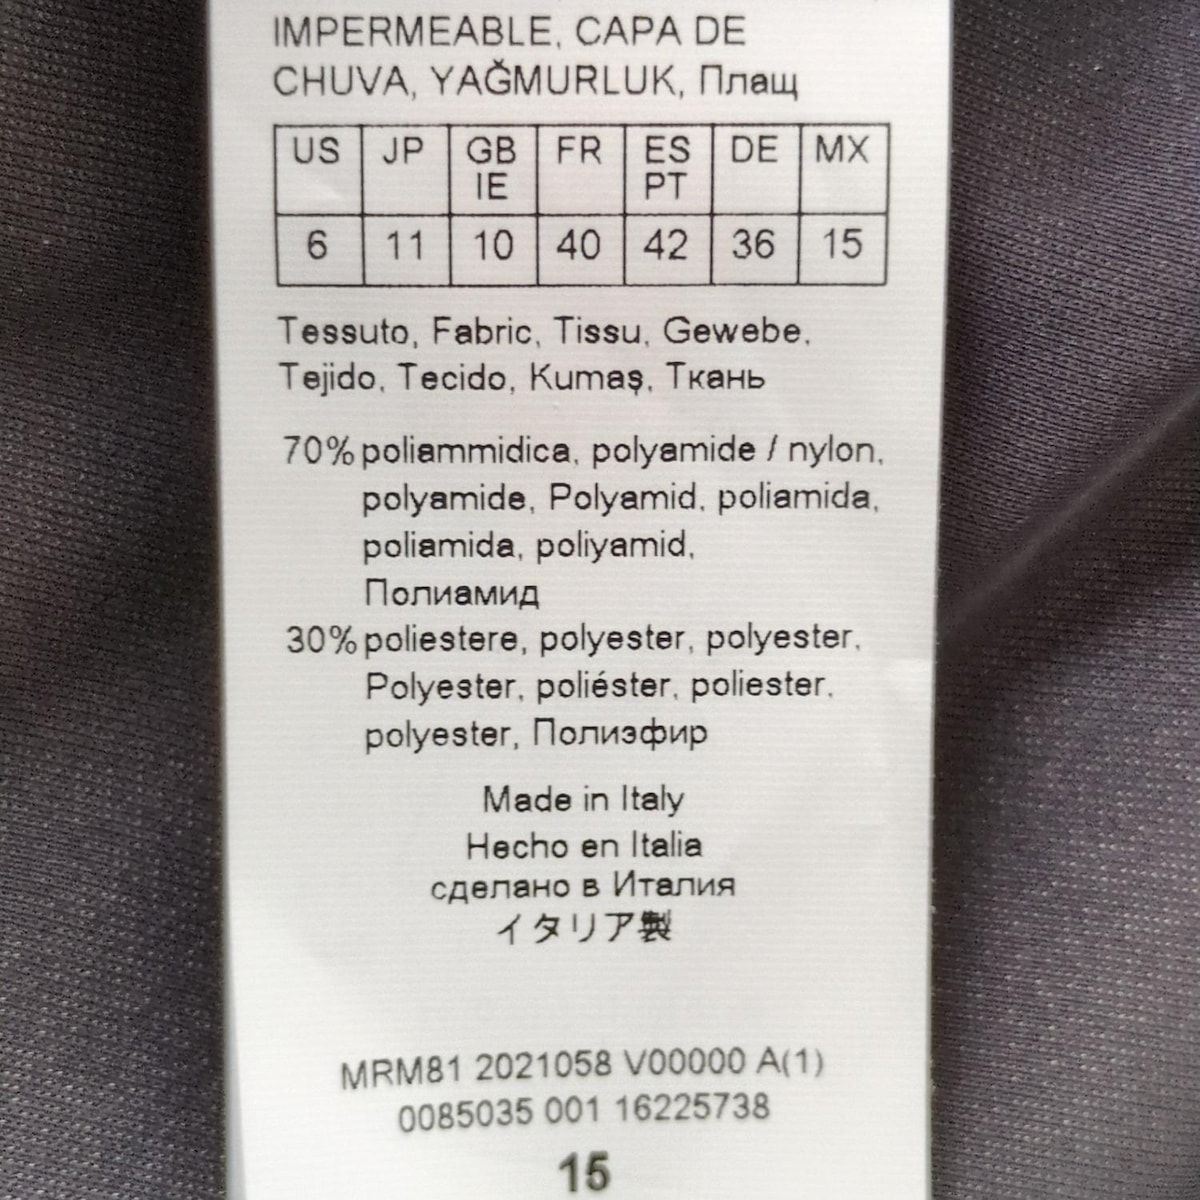 IMPERMEABLE, CAPA DE
CHUVA, YAĞMURLUK, Плащ
US JP GB IE FR ES PT DE MX
6 11 10 40 42 36 15
Tessuto, Fabric, Tissu, Gewebe,
Tejido, Tecido, Kumaş, Ткань
70% poliammidica, polyamide / nylon,
polyamide, Polyamid, poliamida,
poliamida, poliyamid,
Полиамид
30% poliestere, polyester, polyester,
Polyester, poliéster, poliester,
polyester, Полиэфир
Made in Italy
Hecho en Italia
сделано в Италия
イタリア製
MRM81 2021058 V00000 A(1)
0085035 001 16225738
15